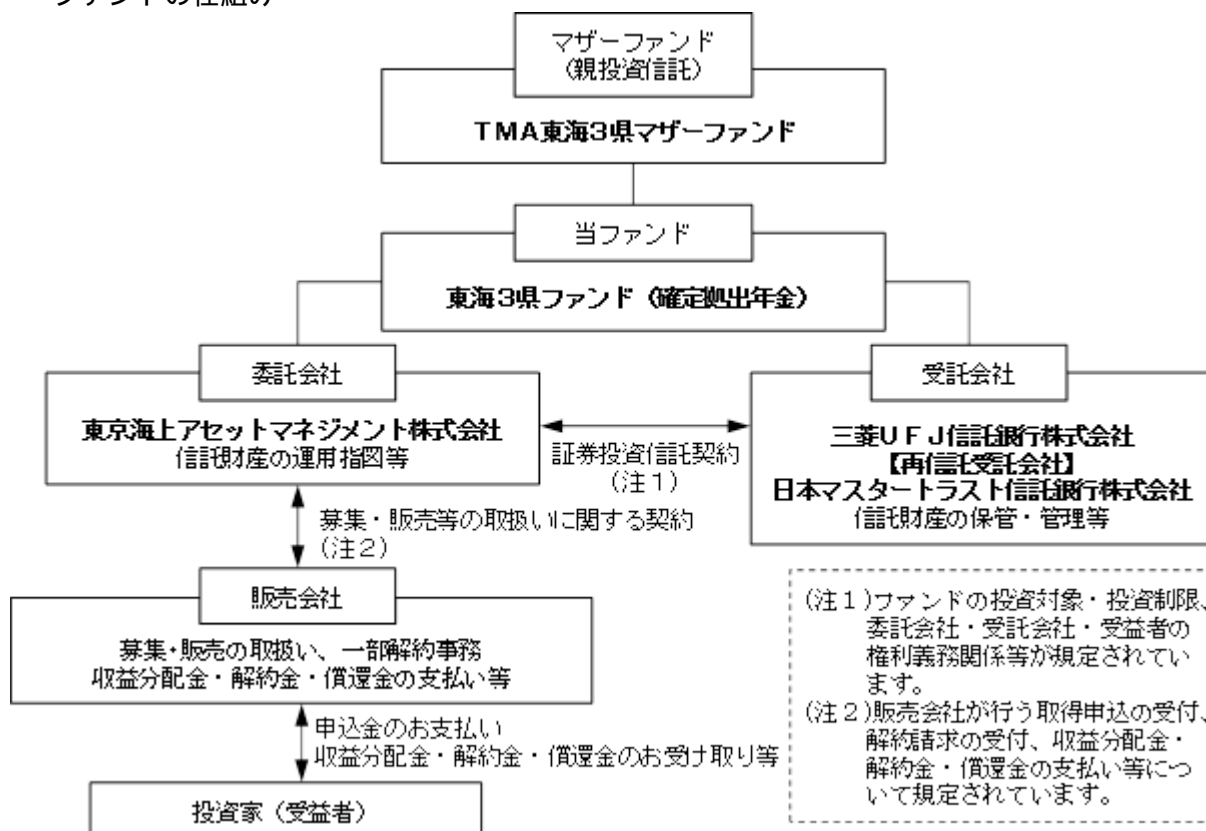 ファンドの仕組み
マザーファンド
（親投資信託）
ＴＭＡ東海３県マザーファンド
当ファンド
東海３県ファンド（確定拠出年金）
委託会社
東京海上アセットマネジメント株式会社
信託財産の運用指図等
証券投資信託契約
（注１）
受託会社
三菱ＵＦＪ信託銀行株式会社
【再信託受託会社】
日本マスタートラスト信託銀行株式会社
信託財産の保管・管理等
募集・販売等の取扱いに関する契約
（注２）
販売会社
募集・販売の取扱い、一部解約事務
収益分配金・解約金・償還金の支払い等
申込金のお支払い
収益分配金・解約金・償還金のお受け取り等
投資家（受益者）
（注１）ファンドの投資対象・投資制限、
委託会社・受託会社・受益者の
権利義務関係等が規定されてい
ます。
（注２）販売会社が行う取得申込の受付、
解約請求の受付、収益分配金・
解約金・償還金の支払い等につ
いて規定されています。